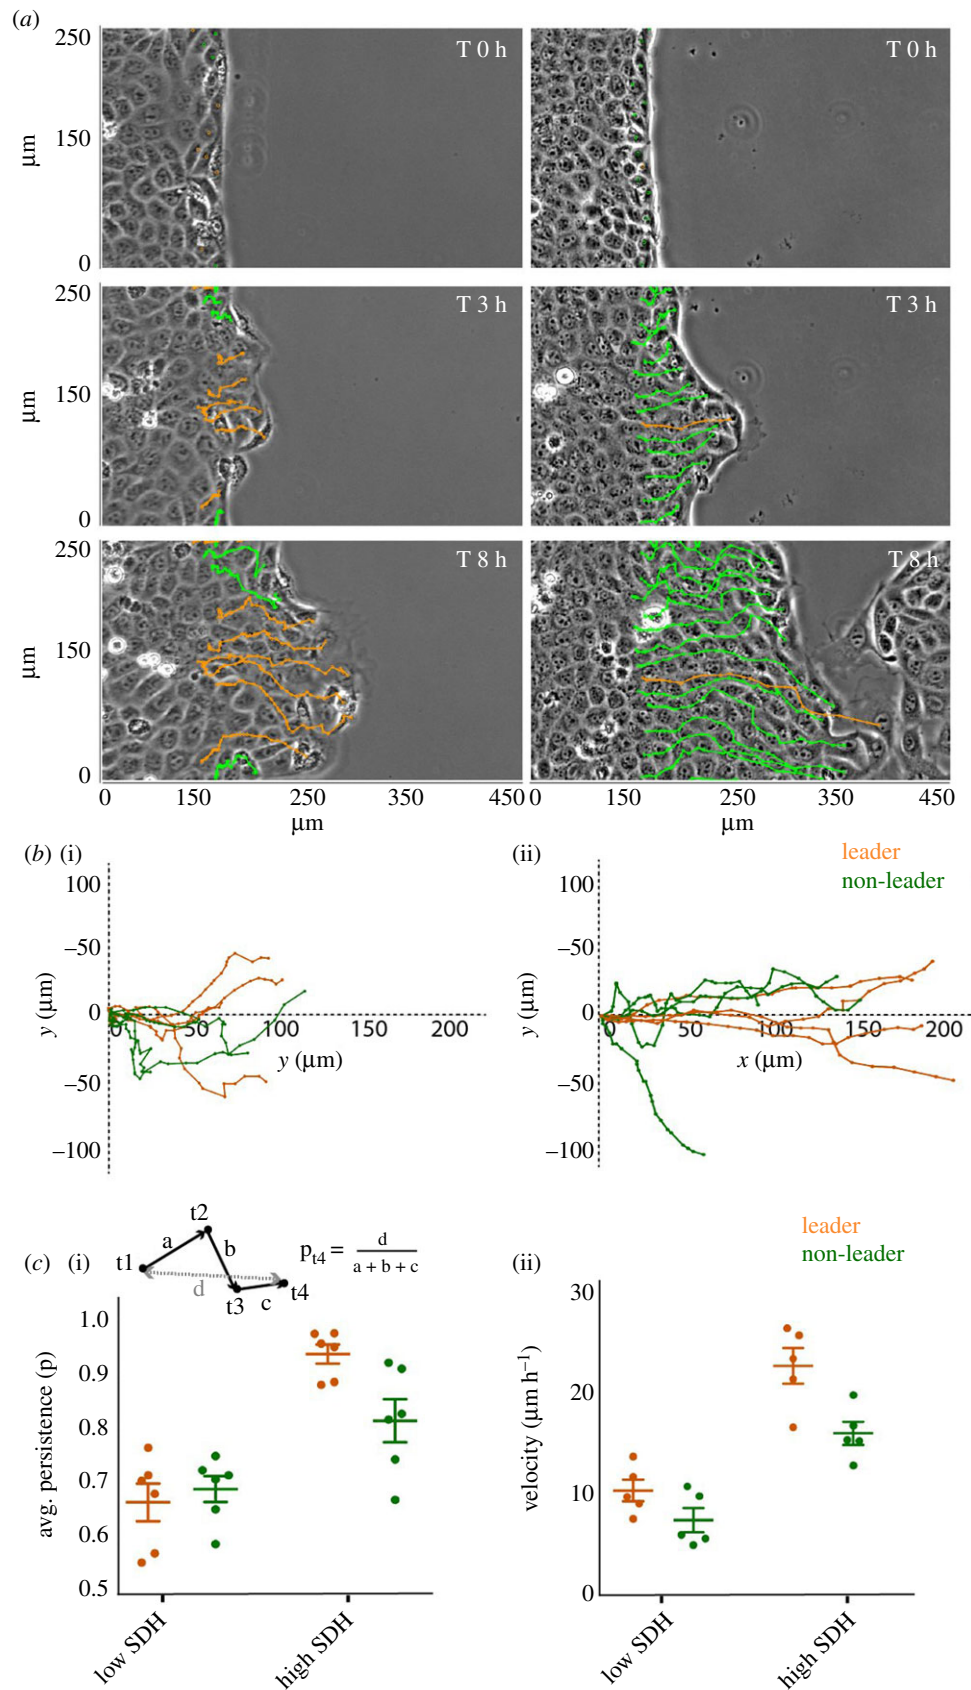 (a)
250
T 0 h
T 0 h
150
μm
0
250
T 3 h
T 3 h
150
μm
0
250
T 8 h
T 8 h
150
μm
0
0 150 250 350 450
0 150 250 350 450
μm
μm
(b) (i)
(ii)
leader
non-leader
100
–50
0
–50
–100
y (μm)
0 50 100 150 200
y (μm)
100
–50
0
–50
–100
y (μm)
0 50 100 150 200
x (μm)
(c) (i)
t1
a
t2
b
t3
c
t4
d
p_t4 = d / a + b + c
(ii)
leader
non-leader
1.0
0.9
0.8
0.7
0.6
0.5
avg. persistence (p)
low SDH
high SDH
30
20
10
0
velocity (μm h⁻¹)
low SDH
high SDH